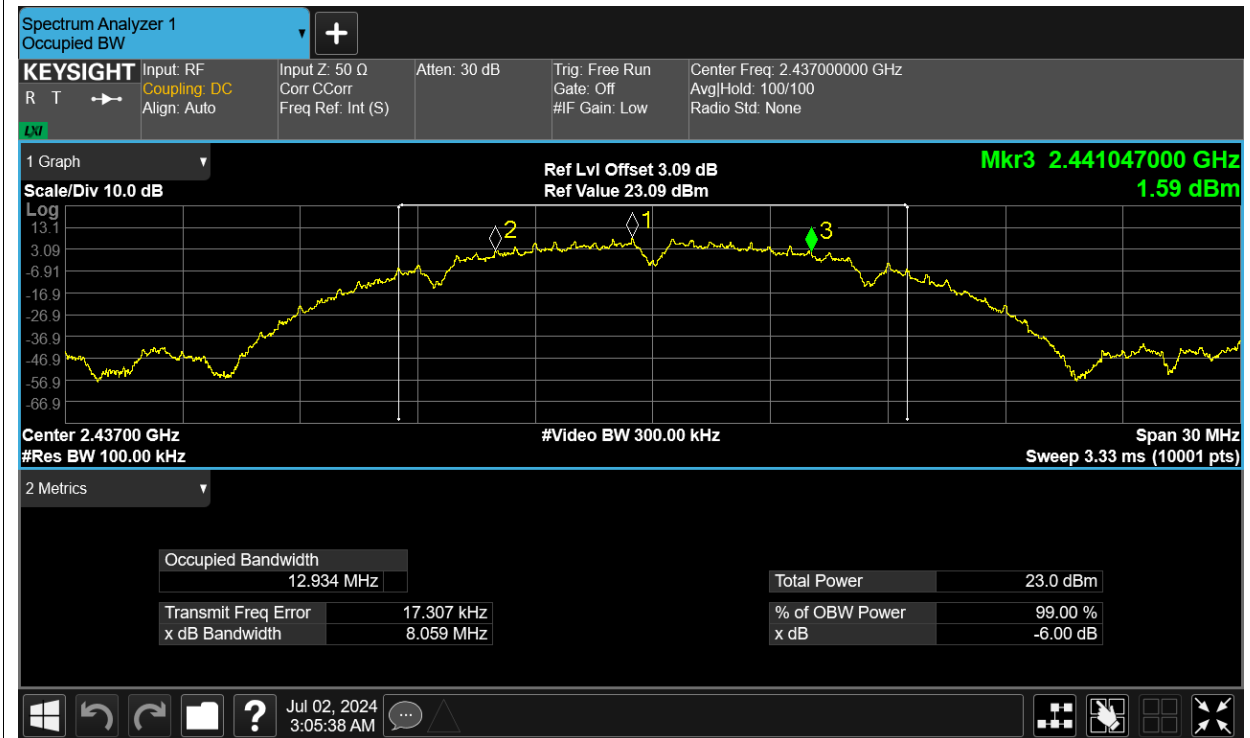 Spectrum Analyzer 1
Occupied BW
KEYSIGHT
R T
LXI
Input: RF
Coupling: DC
Align: Auto
Input Z: 50 Ω
Corr CCorr
Freq Ref: Int (S)
Atten: 30 dB
Trig: Free Run
Gate: Off
#IF Gain: Low
Center Freq: 2.437000000 GHz
Avg|Hold: 100/100
Radio Std: None
1 Graph
Scale/Div 10.0 dB
Ref Lvl Offset 3.09 dB
Ref Value 23.09 dBm
Mkr3 2.441047000 GHz
1.59 dBm
Log
13.1
3.09
-6.91
-16.9
-26.9
-36.9
-46.9
-56.9
-66.9
2
1
3
Center 2.43700 GHz
#Video BW 300.00 kHz
Span 30 MHz
#Res BW 100.00 kHz
Sweep 3.33 ms (10001 pts)
2 Metrics
Occupied Bandwidth
12.934 MHz
Total Power 23.0 dBm
Transmit Freq Error 17.307 kHz
% of OBW Power 99.00 %
x dB Bandwidth 8.059 MHz
x dB -6.00 dB
?
Jul 02, 2024
3:05:38 AM